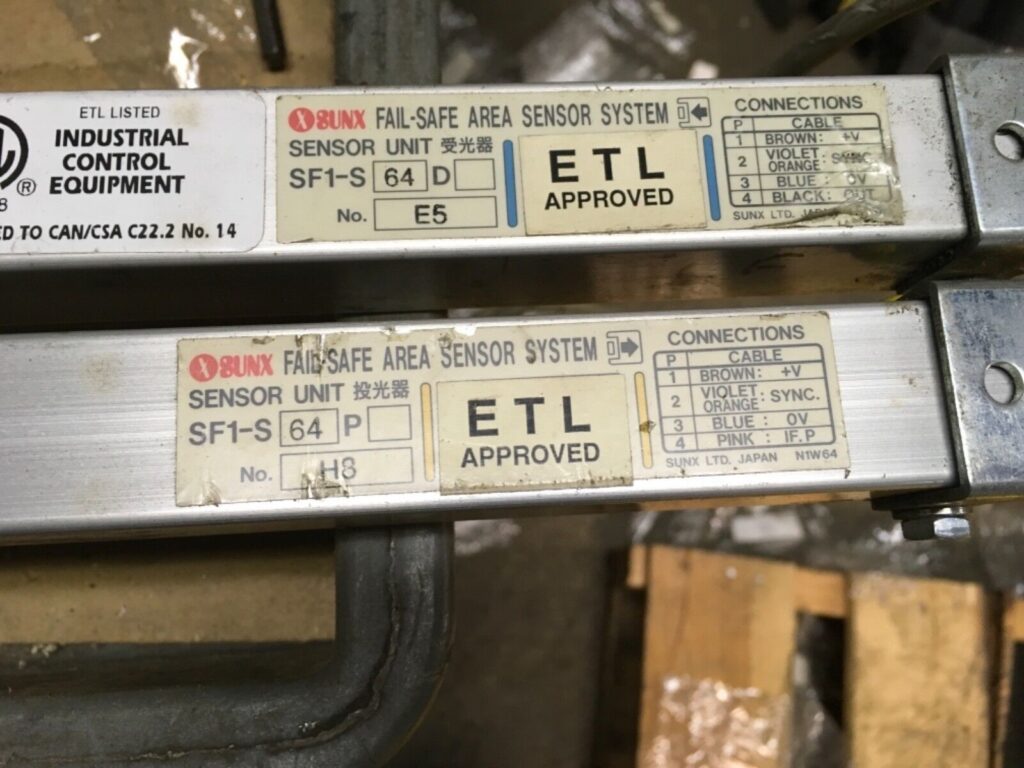 ETL LISTED
INDUSTRIAL
CONTROL
EQUIPMENT
®
8
ED TO CAN/CSA C22.2 No. 14
SUNX FAIL-SAFE AREA SENSOR SYSTEM
SENSOR UNIT 受光器
SF1-S 64 D
No. E5
ETL
APPROVED
CONNECTIONS
P CABLE
1 BROWN: +V
2 VIOLET ORANGE: SYNC.
3 BLUE: 0V
4 BLACK: OUT
SUNX LTD. JAPAN
SUNX FAIL-SAFE AREA SENSOR SYSTEM
SENSOR UNIT 投光器
SF1-S 64 P
No. H8
ETL
APPROVED
CONNECTIONS
P CABLE
1 BROWN: +V
2 VIOLET ORANGE: SYNC.
3 BLUE : 0V
4 PINK : IF.P
SUNX LTD. JAPAN N1W64